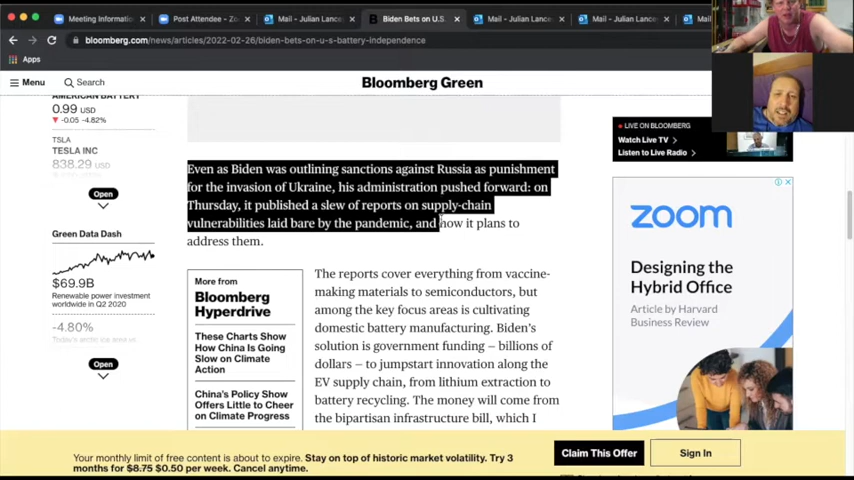 Meeting Information
Post Attendee - Zo
Mail - Julian Lance
Biden Bets on U.S.
Mail - Julian Lance
Mail - Julian Lance
bloomberg.com/news/articles/2022-02-26/biden-bets-on-u-s-battery-independence
Apps
Menu
Search
Bloomberg Green
AMERICAN BATTERY
0.99 USD
-0.05 -4.82%
TSLA
TESLA INC
838.29 USD
Open
Green Data Dash
$69.9B
Renewable power investment
worldwide in Q2 2020
-4.80%
Today's arctic ice area vs
Open
Even as Biden was outlining sanctions against Russia as punishment
for the invasion of Ukraine, his administration pushed forward: on
Thursday, it published a slew of reports on supply-chain
vulnerabilities laid bare by the pandemic, and how it plans to
address them.
More from
Bloomberg
Hyperdrive
These Charts Show
How China Is Going
Slow on Climate
Action
China's Policy Show
Offers Little to Cheer
on Climate Progress
The reports cover everything from vaccine-
making materials to semiconductors, but
among the key focus areas is cultivating
domestic battery manufacturing. Biden's
solution is government funding — billions of
dollars — to jumpstart innovation along the
EV supply chain, from lithium extraction to
battery recycling. The money will come from
the bipartisan infrastructure bill, which I
LIVE ON BLOOMBERG
Watch Live TV
Listen to Live Radio
zoom
Designing the
Hybrid Office
Article by Harvard
Business Review
Your monthly limit of free content is about to expire. Stay on top of historic market volatility. Try 3
months for $8.75 $0.50 per week. Cancel anytime.
Claim This Offer
Sign In